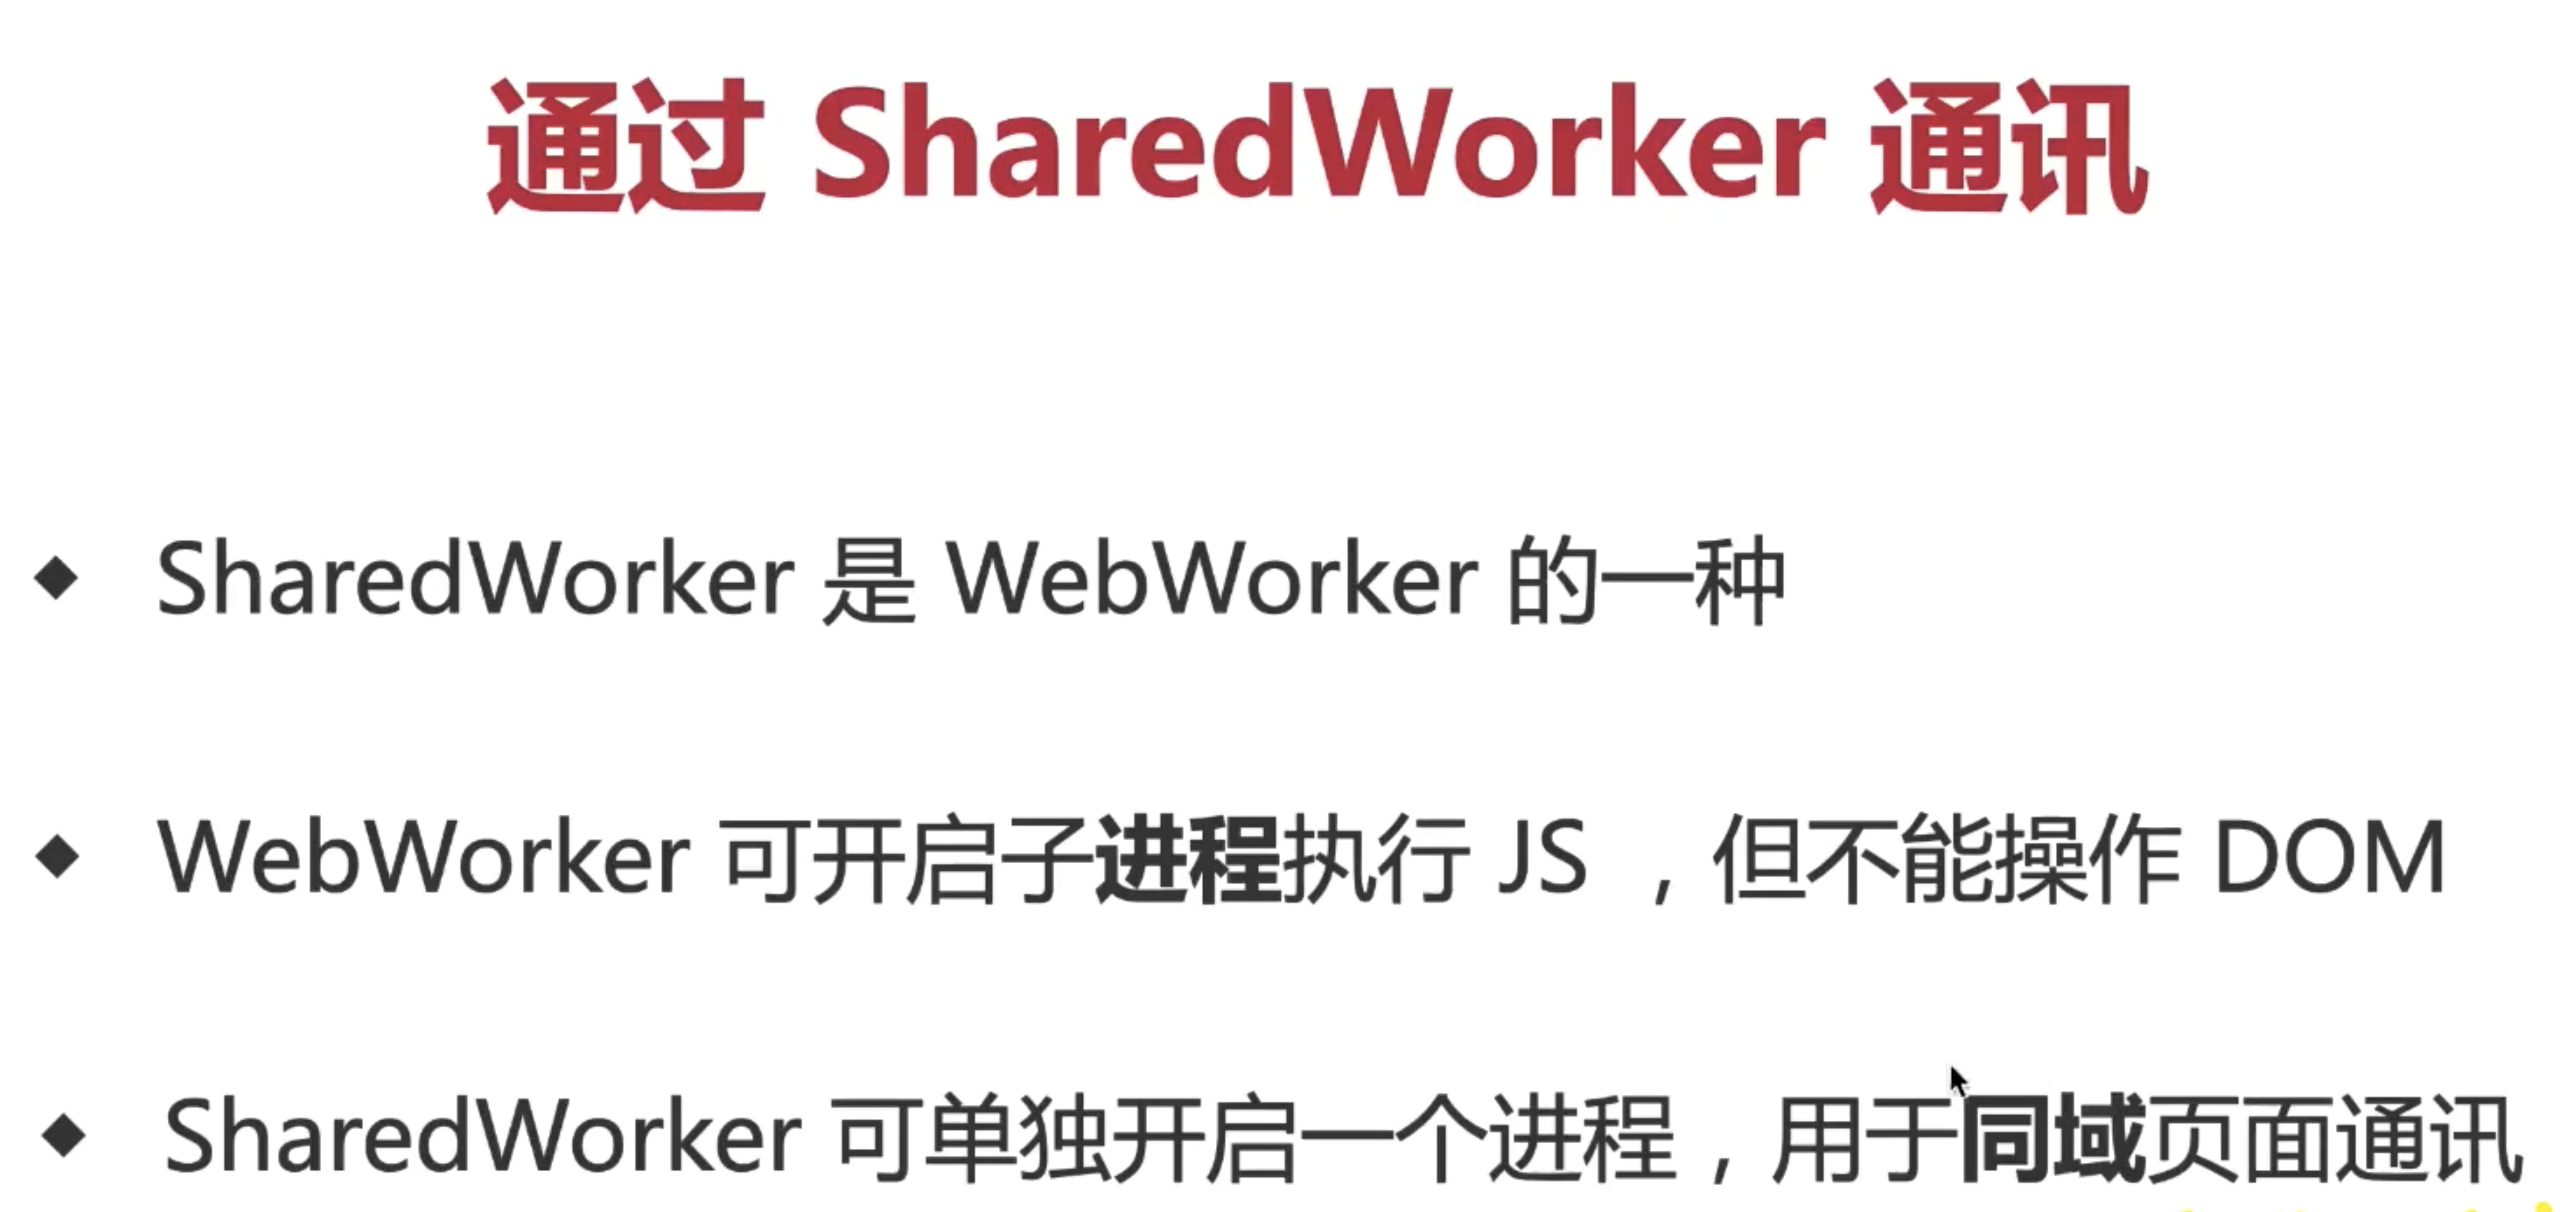 通过 SharedWorker 通讯
◆ SharedWorker 是 WebWorker 的一种
◆ WebWorker 可开启子进程执行 JS ，但不能操作 DOM
◆ SharedWorker 可单独开启一个进程，用于同域页面通讯